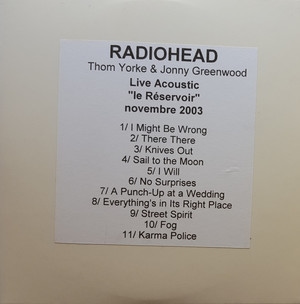 RADIOHEAD
Thom Yorke & Jonny Greenwood
Live Acoustic
"le Réservoir"
novembre 2003
1/ I Might Be Wrong
2/ There There
3/ Knives Out
4/ Sail to the Moon
5/ I Will
6/ No Surprises
7/ A Punch-Up at a Wedding
8/ Everything's in Its Right Place
9/ Street Spirit
10/ Fog
11/ Karma Police